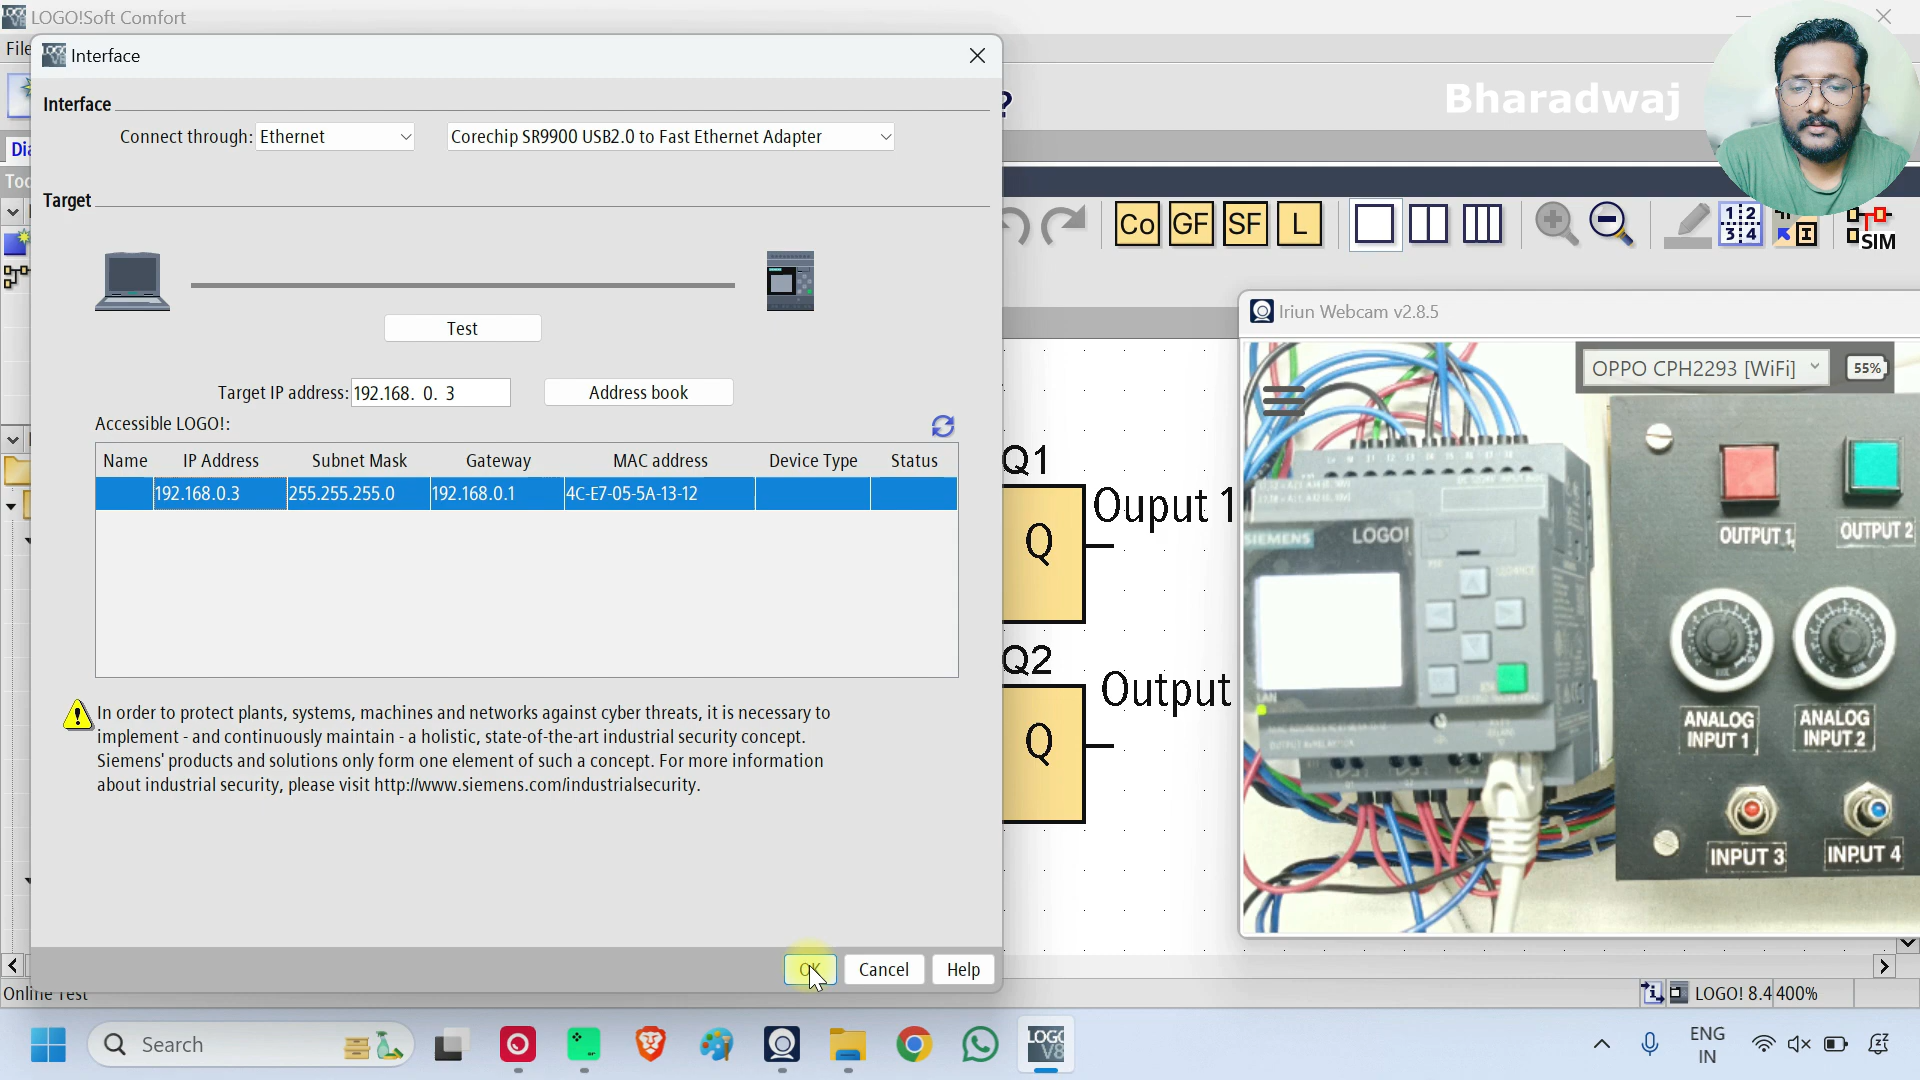 LOGO!Soft Comfort
File
Interface
Bharadwaj
Interface
Connect through: Ethernet
Corechip SR9900 USB2.0 to Fast Ethernet Adapter
Target
Co GF SF L
SIM
Test
Iriun Webcam v2.8.5
OPPO CPH2293 [WiFi]
55%
Target IP address: 192.168. 0. 3
Address book
Accessible LOGO!:
Name IP Address Subnet Mask Gateway MAC address Device Type Status
192.168.0.3 255.255.255.0 192.168.0.1 4C-E7-05-5A-13-12
Q1
Q
Ouput 1
Q2
Q
Output
SIEMENS
LOGO!
LAN
OUTPUT 1
OUTPUT 2
ANALOG
INPUT 1
ANALOG
INPUT 2
INPUT 3
INPUT 4
In order to protect plants, systems, machines and networks against cyber threats, it is necessary to
implement - and continuously maintain - a holistic, state-of-the-art industrial security concept.
Siemens' products and solutions only form one element of such a concept. For more information
about industrial security, please visit http://www.siemens.com/industrialsecurity.
OK
Cancel
Help
Online Test
LOGO! 8.4 400%
Search
LOGO
V8
ENG
IN